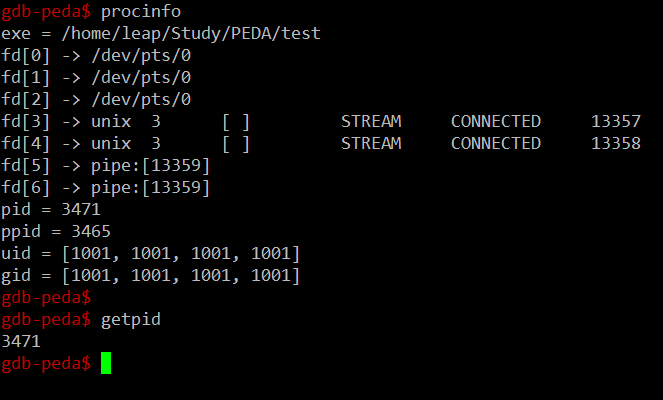 gdb-peda$ procinfo
exe = /home/leap/Study/PEDA/test
fd[0] -> /dev/pts/0
fd[1] -> /dev/pts/0
fd[2] -> /dev/pts/0
fd[3] -> unix  3      [ ]         STREAM     CONNECTED     13357
fd[4] -> unix  3      [ ]         STREAM     CONNECTED     13358
fd[5] -> pipe:[13359]
fd[6] -> pipe:[13359]
pid = 3471
ppid = 3465
uid = [1001, 1001, 1001, 1001]
gid = [1001, 1001, 1001, 1001]
gdb-peda$
gdb-peda$ getpid
3471
gdb-peda$